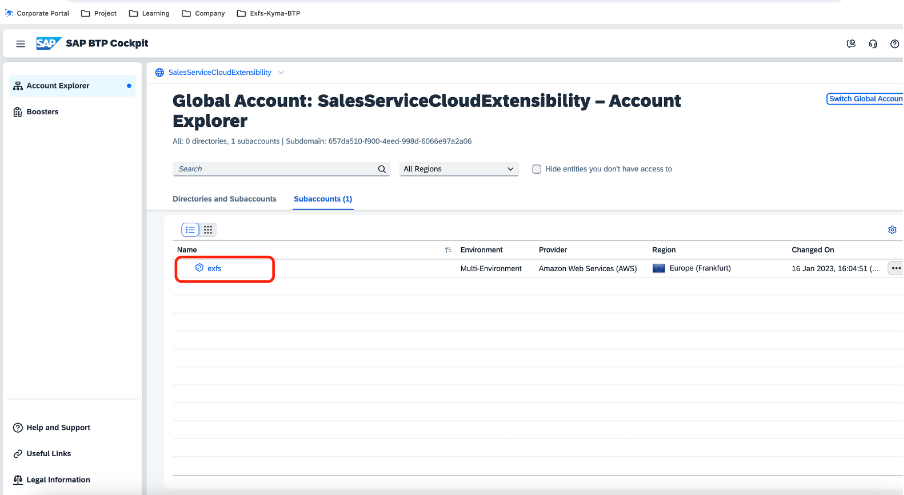 Corporate Portal Project Learning Company Exfs-Kyma-BTP
SAP SAP BTP Cockpit
Account Explorer
Boosters
Help and Support
Useful Links
Legal Information
SalesServiceCloudExtensibility
Global Account: SalesServiceCloudExtensibility – Account
Explorer
Switch Global Accoun
All: 0 directories, 1 subaccounts | Subdomain: 657da510-f900-4eed-998d-6066e97a2a06
Search All Regions Hide entities you don't have access to
Directories and Subaccounts Subaccounts (1)
Name Environment Provider Region Changed On
exfs Multi-Environment Amazon Web Services (AWS) Europe (Frankfurt) 16 Jan 2023, 16:04:51 (...